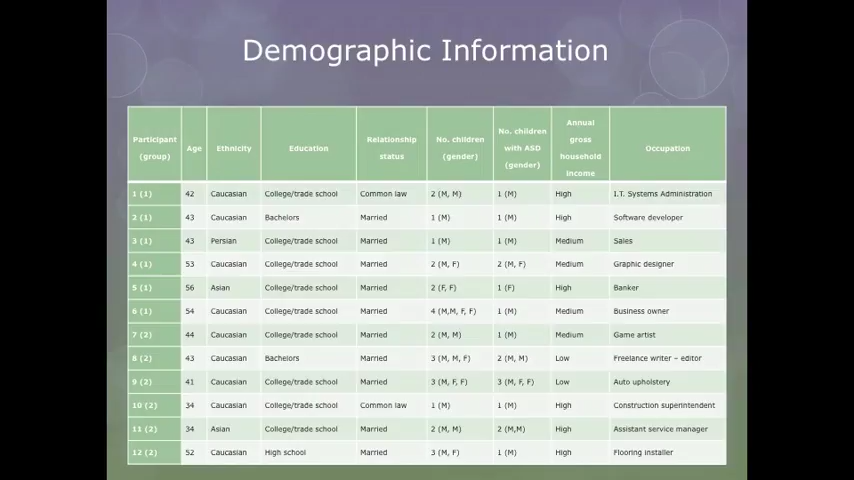 Demographic Information
Participant (group) Age Ethnicity Education Relationship status No. children (gender) No. children with ASD (gender) Annual gross household income Occupation
1 (1) 42 Caucasian College/trade school Common law 2 (M, M) 1 (M) High I.T. Systems Administration
2 (1) 43 Caucasian Bachelors Married 1 (M) 1 (M) High Software developer
3 (1) 43 Persian College/trade school Married 1 (M) 1 (M) Medium Sales
4 (1) 53 Caucasian College/trade school Married 2 (M, F) 2 (M, F) Medium Graphic designer
5 (1) 56 Asian College/trade school Married 2 (F, F) 1 (F) High Banker
6 (1) 54 Caucasian College/trade school Married 4 (M,M, F, F) 1 (M) Medium Business owner
7 (2) 44 Caucasian College/trade school Married 2 (M, M) 1 (M) Medium Game artist
8 (2) 43 Caucasian Bachelors Married 3 (M, M, F) 2 (M, M) Low Freelance writer – editor
9 (2) 41 Caucasian College/trade school Married 3 (M, F, F) 3 (M, F, F) Low Auto upholstery
10 (2) 34 Caucasian College/trade school Common law 1 (M) 1 (M) High Construction superintendent
11 (2) 34 Asian College/trade school Married 2 (M, M) 2 (M,M) High Assistant service manager
12 (2) 52 Caucasian High school Married 3 (M, F) 1 (M) High Flooring installer